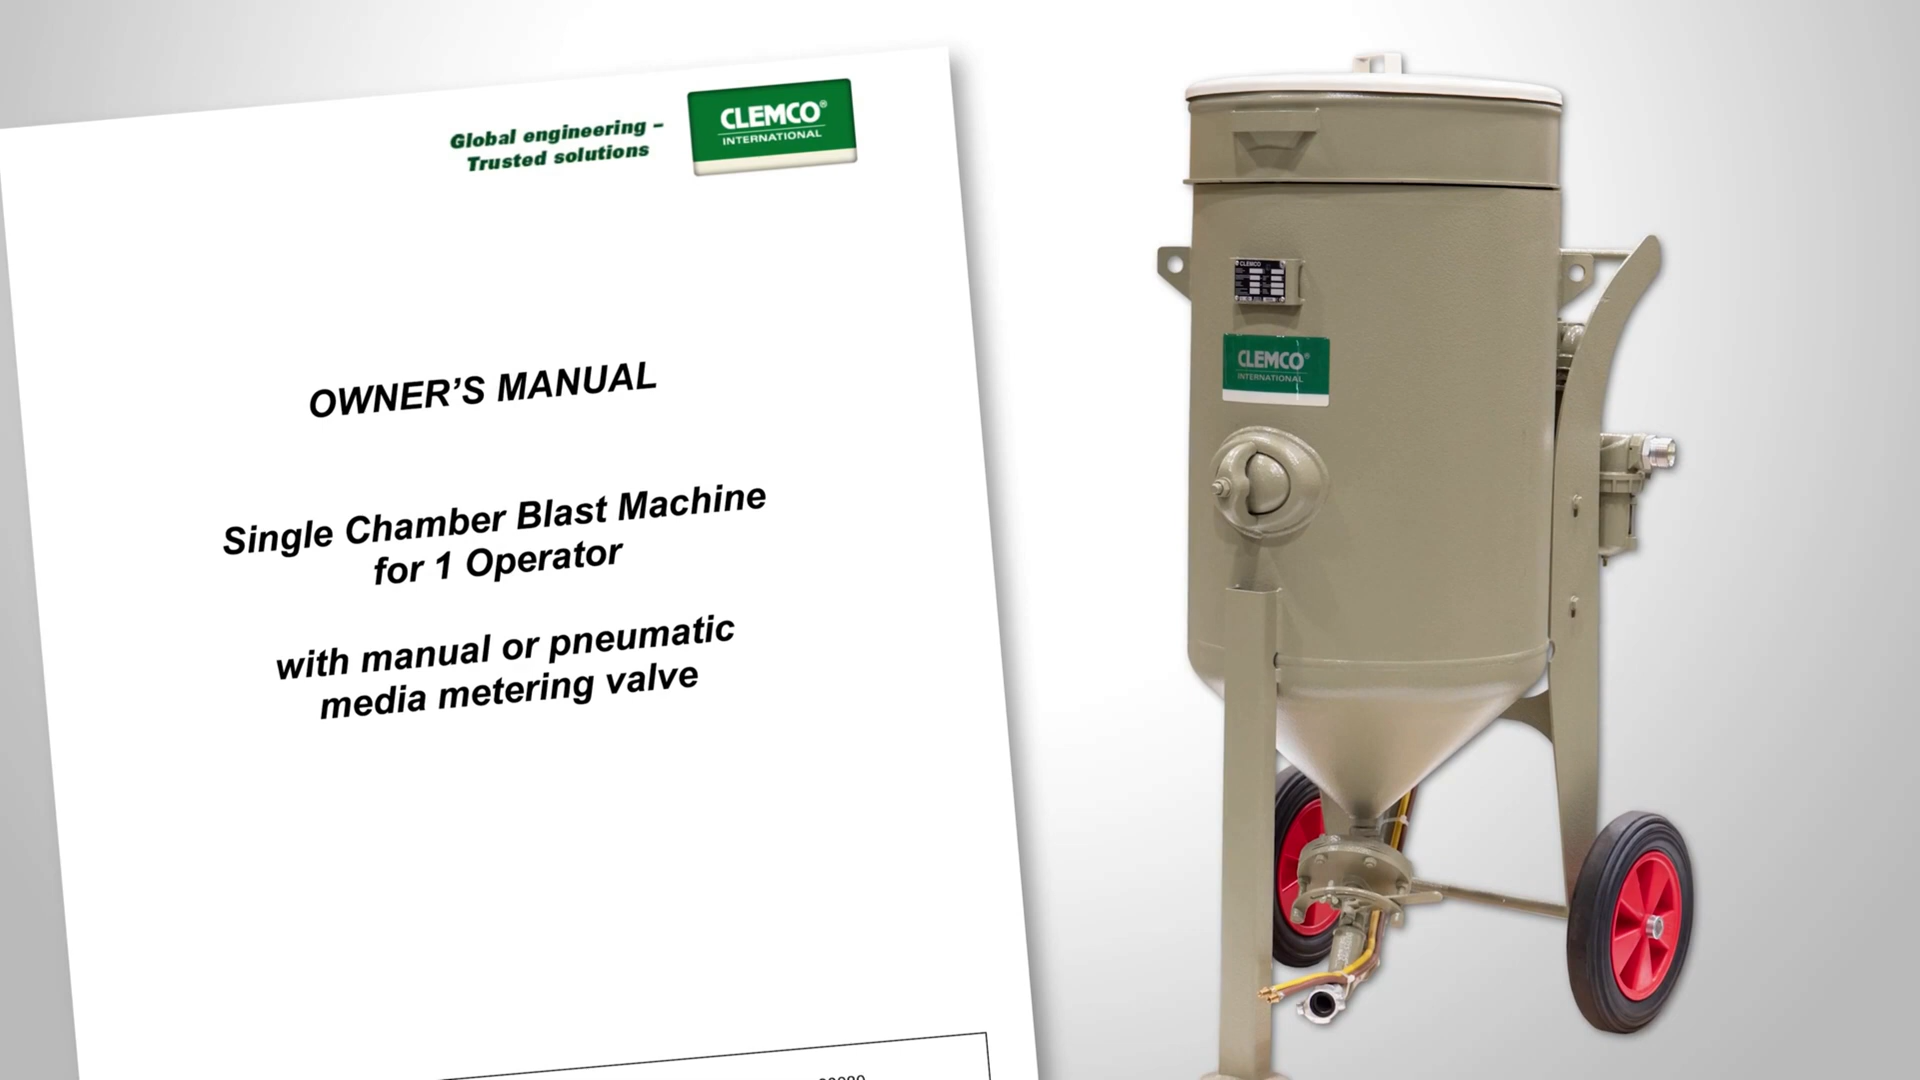 Global engineering –
Trusted solutions
CLEMCO®
INTERNATIONAL
OWNER’S MANUAL
Single Chamber Blast Machine
for 1 Operator
with manual or pneumatic
media metering valve
CLEMCO
CLEMCO®
INTERNATIONAL